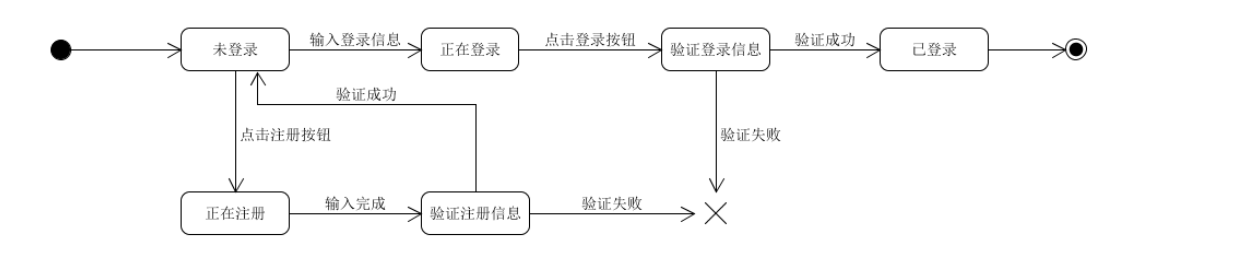 未登录
输入登录信息
正在登录
点击登录按钮
验证登录信息
验证成功
已登录
验证成功
点击注册按钮
验证失败
正在注册
输入完成
验证注册信息
验证失败